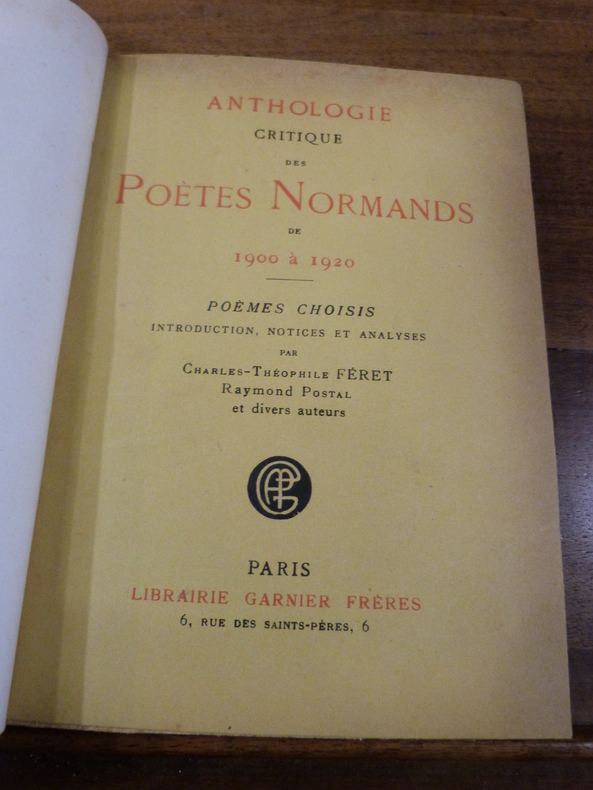 ANTHOLOGIE
CRITIQUE
DES
POÈTES NORMANDS
DE
1900 à 1920
POÈMES CHOISIS
INTRODUCTION, NOTICES ET ANALYSES
PAR
CHARLES-THÉOPHILE FÉRET
Raymond POSTAL
et divers auteurs
PARIS
LIBRAIRIE GARNIER FRÈRES
6, RUE DES SAINTS-PÈRES, 6